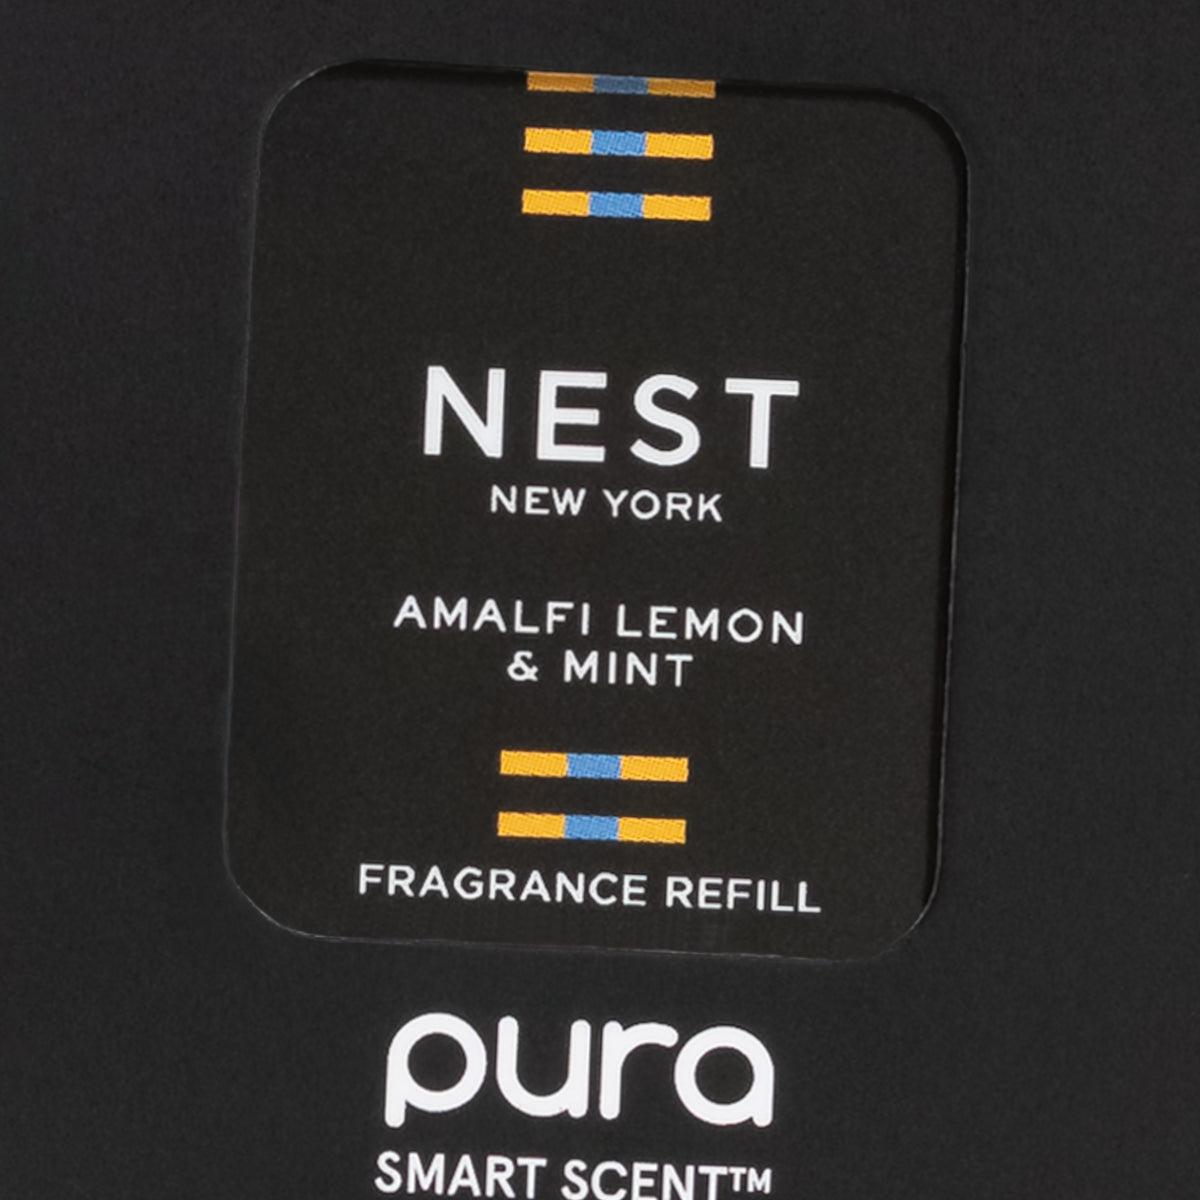 NEST
NEW YORK
AMALFI LEMON
& MINT
FRAGRANCE REFILL
pura
SMART SCENT™